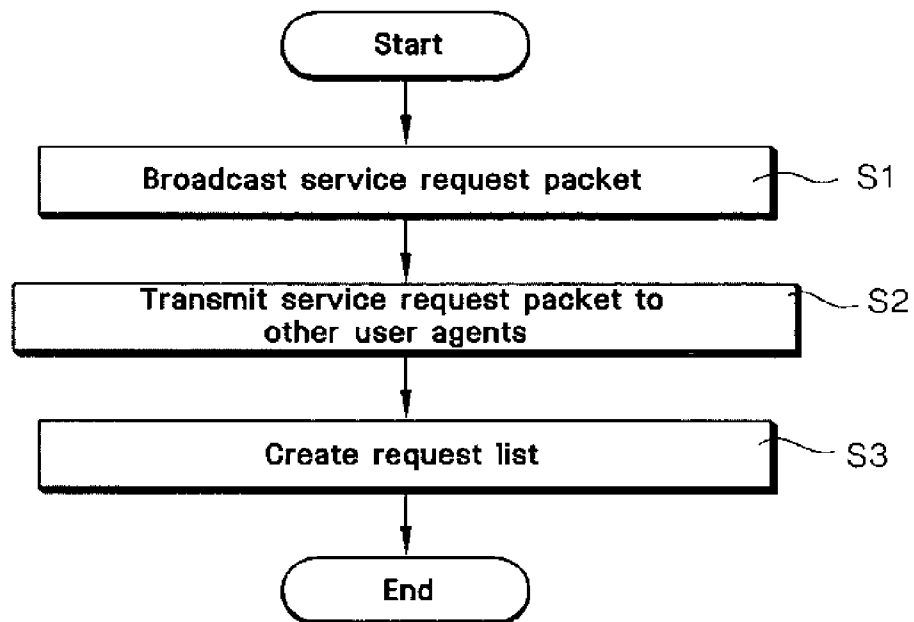 Start
Broadcast service request packet
S1
Transmit service request packet to
other user agents
S2
Create request list
S3
End